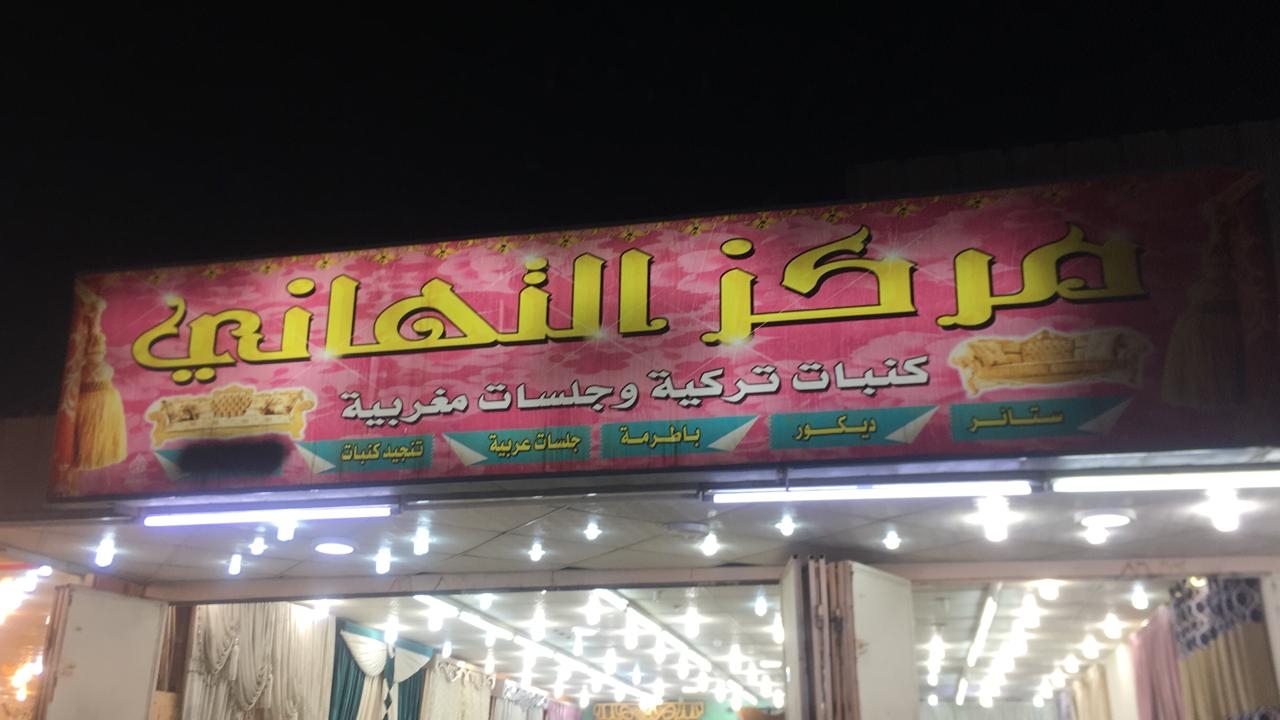 مركز التهاني
كنبات تركية وجلسات مغربية
ستائر ديكور باطرمة جلسات عربية تنجيد كنبات